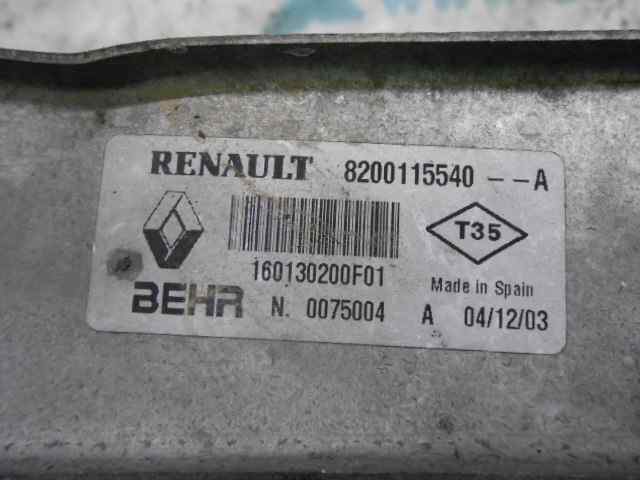 RENAULT 8200115540 --A
160130200F01
T35
Made in Spain
BEHR N. 0075004 A 04/12/03